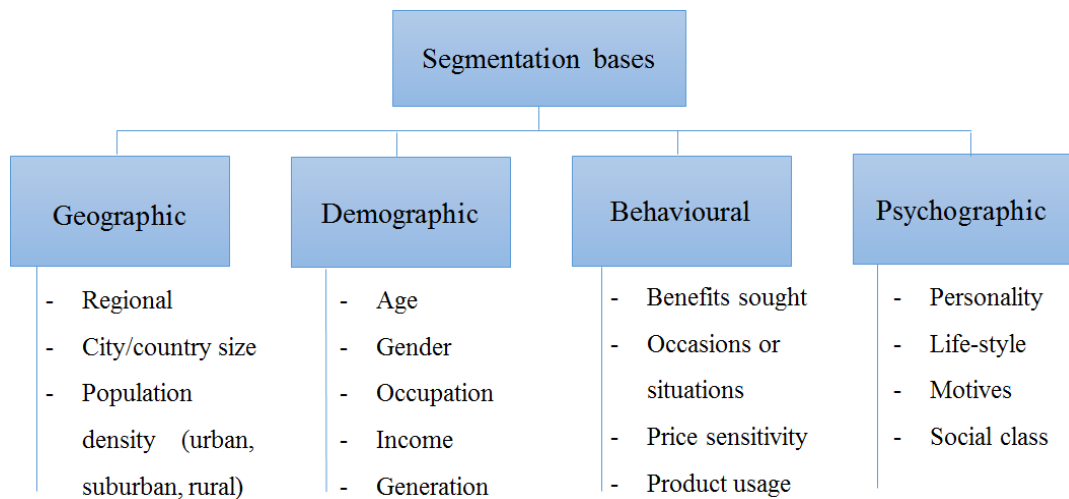 Segmentation bases
Geographic
Demographic
Behavioural
Psychographic
- Regional
- City/country size
- Population
density (urban,
suburban, rural)
- Age
- Gender
- Occupation
- Income
- Generation
- Benefits sought
- Occasions or
situations
- Price sensitivity
- Product usage
- Personality
- Life-style
- Motives
- Social class